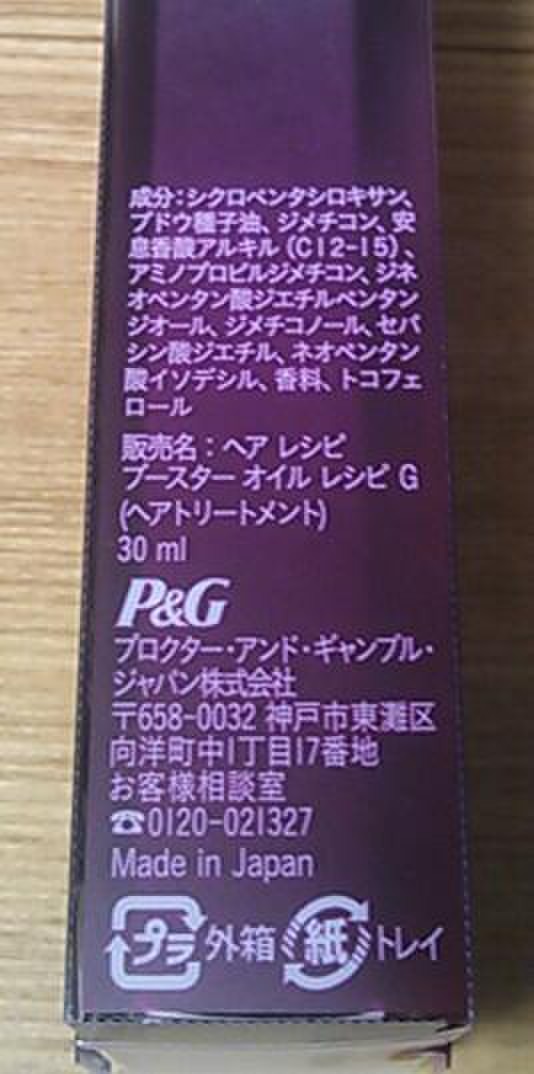 成分:シクロペンタシロキサン、
ブドウ種子油、ジメチコン、安
息香酸アルキル(C12-15)、
アミノプロピルジメチコン、ジネ
オペンタン酸ジエチルペンタン
ジオール、ジメチコノール、セバ
シン酸ジエチル、ネオペンタン
酸イソデシル、香料、トコフェ
ロール
販売名:ヘア レシピ
ブースター オイル レシピ G
(ヘアトリートメント)
30 ml
P&G
プロクター・アンド・ギャンブル・
ジャパン株式会社
〒658-0032 神戸市東灘区
向洋町中1丁目17番地
お客様相談室
☎0120-021327
Made in Japan
プラ 外箱 紙 トレイ